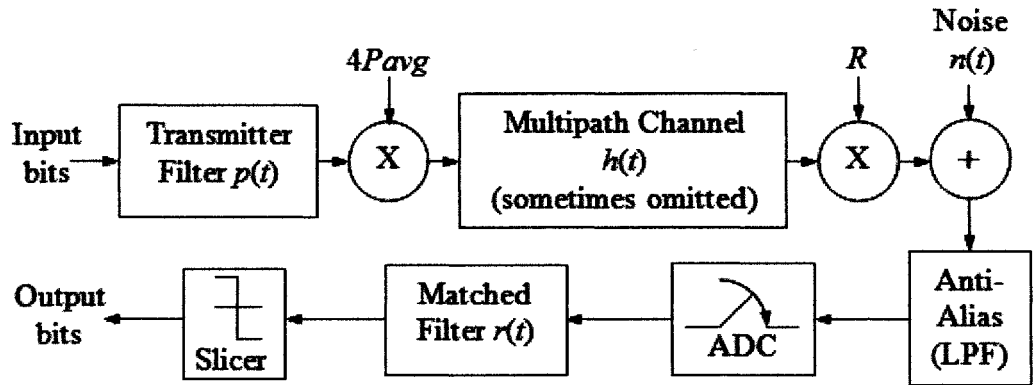 Input
bits
Transmitter
Filter p(t)
4Pavg
X
Multipath Channel
h(t)
(sometimes omitted)
R
X
Noise
n(t)
+
Anti-
Alias
(LPF)
ADC
Matched
Filter r(t)
Slicer
Output
bits